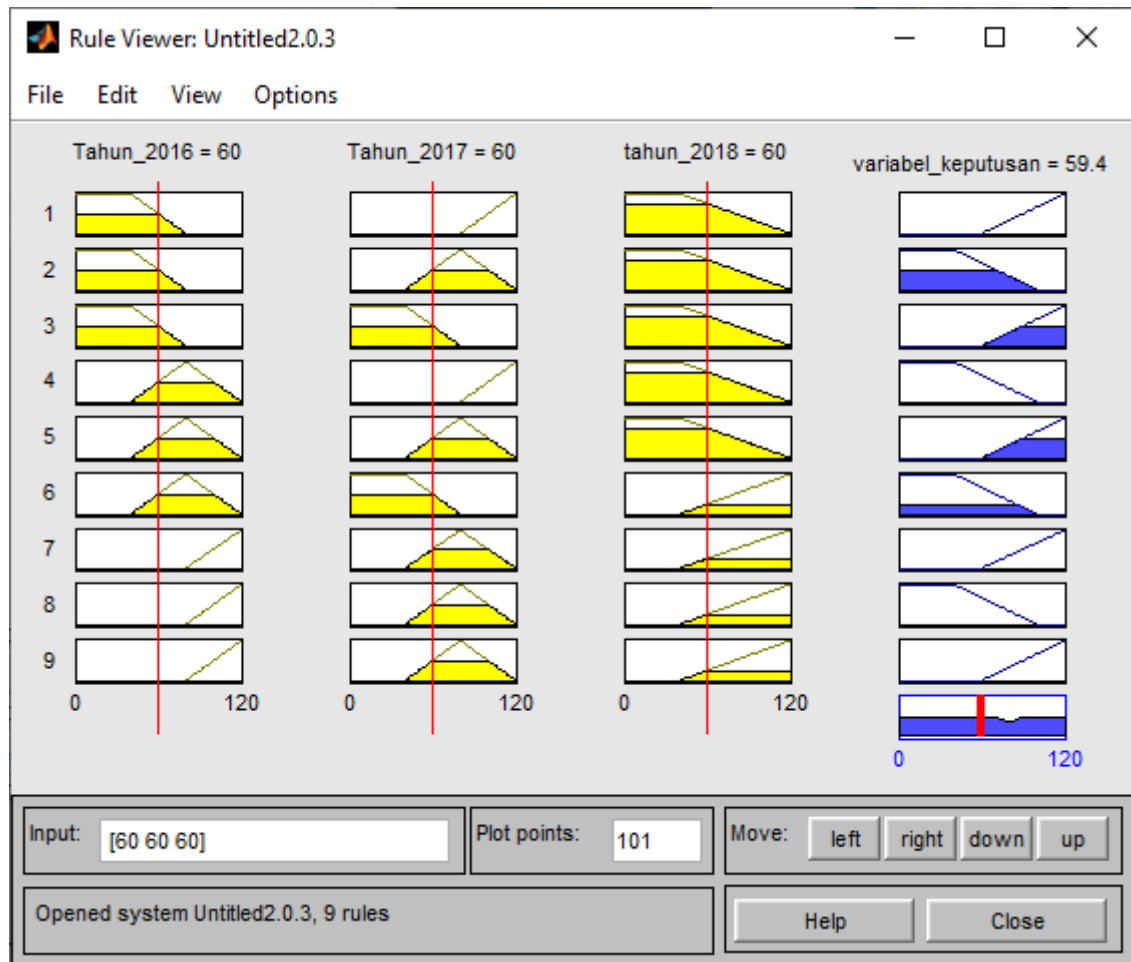 Rule Viewer: Untitled2.0.3
File Edit View Options
Tahun_2016 = 60 Tahun_2017 = 60 tahun_2018 = 60 variabel_keputusan = 59.4
1
2
3
4
5
6
7
8
9
0 120 0 120 0 120
0 120
Input: [60 60 60] Plot points: 101 Move: left right down up
Opened system Untitled2.0.3, 9 rules Help Close